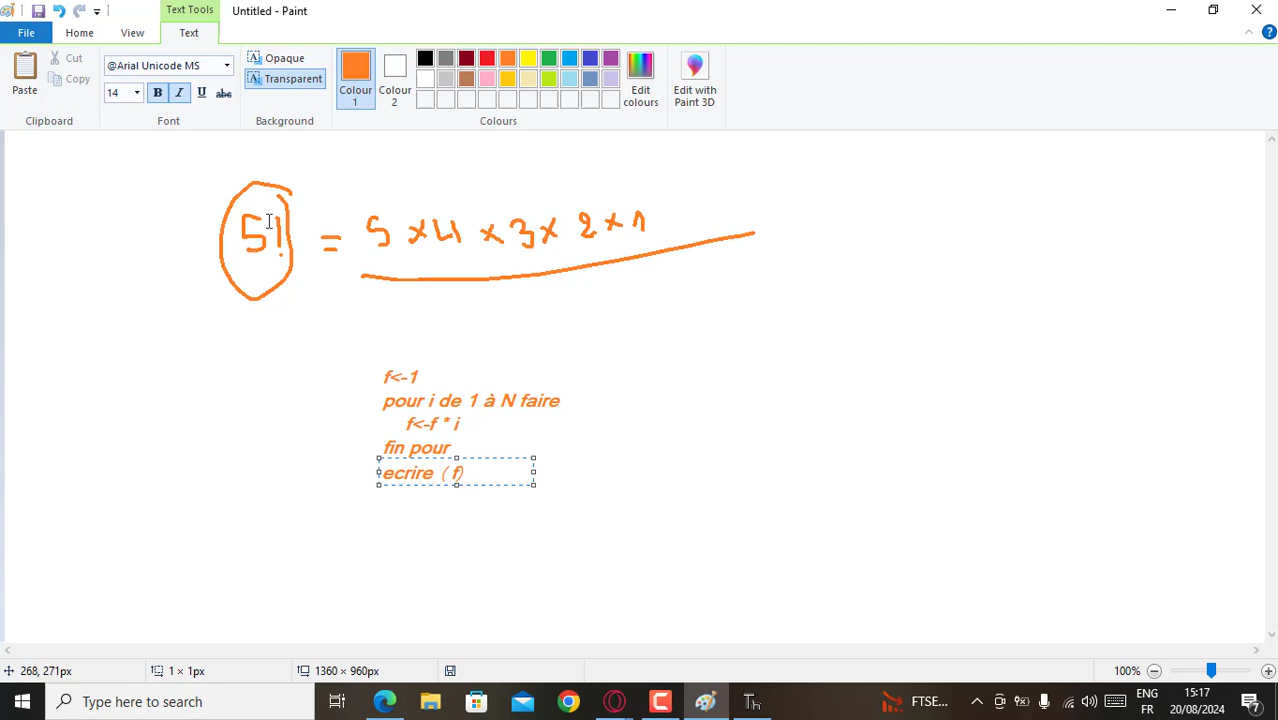 Text Tools
Untitled - Paint
File
Home
View
Text
Paste
Cut
Copy
Clipboard
@Arial Unicode MS
14
B I U abc
Font
Opaque
Transparent
Background
Colour 1
Colour 2
Edit colours
Colours
Edit with Paint 3D
5! = 5 x 4 x 3 x 2 x 1
f<-1
pour i de 1 à N faire
f<-f * i
fin pour
ecrire ( f)
268, 271px
1 × 1px
1360 × 960px
100%
Type here to search
FTSE...
ENG
FR
15:17
20/08/2024
7